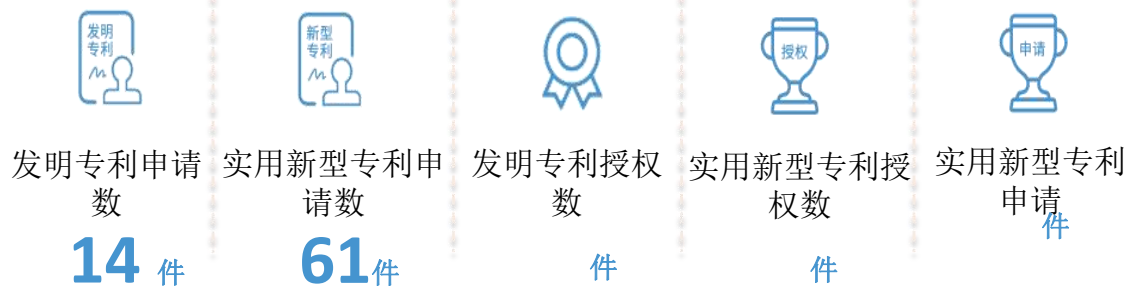 发明
专利
新型
专利
授权
申请
发明专利申请
数
14 件
实用新型专利申
请数
61件
发明专利授权
数
件
实用新型专利授
权数
件
实用新型专利
申请
件